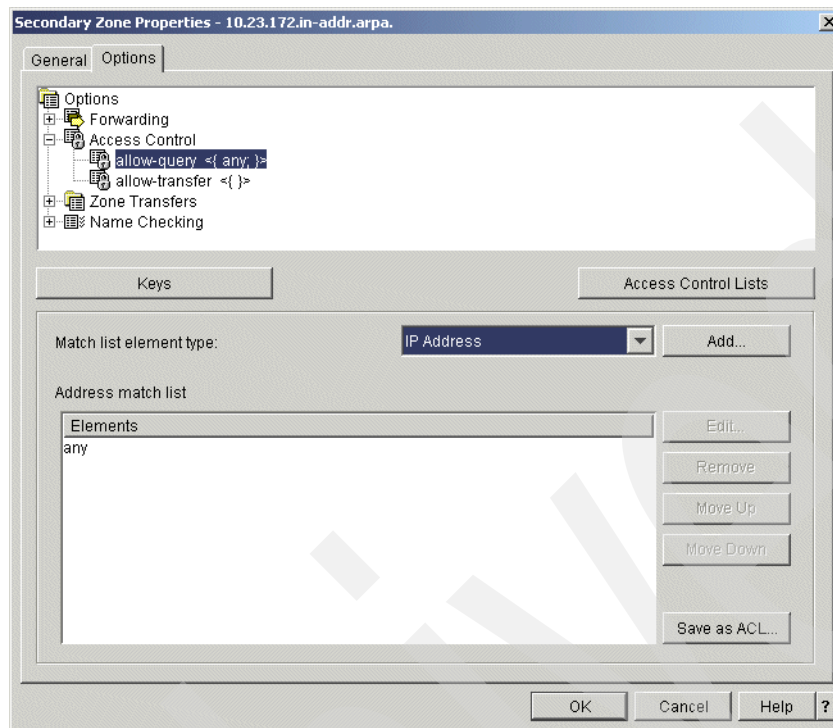 Secondary Zone Properties - 10.23.172.in-addr.arpa.
General Options
Options
Forwarding
Access Control
allow-query <{ any; }>
allow-transfer <{ }>
Zone Transfers
Name Checking
Keys Access Control Lists
Match list element type: IP Address Add...
Address match list
Elements
any
Edit...
Remove
Move Up
Move Down
Save as ACL...
OK Cancel Help ?